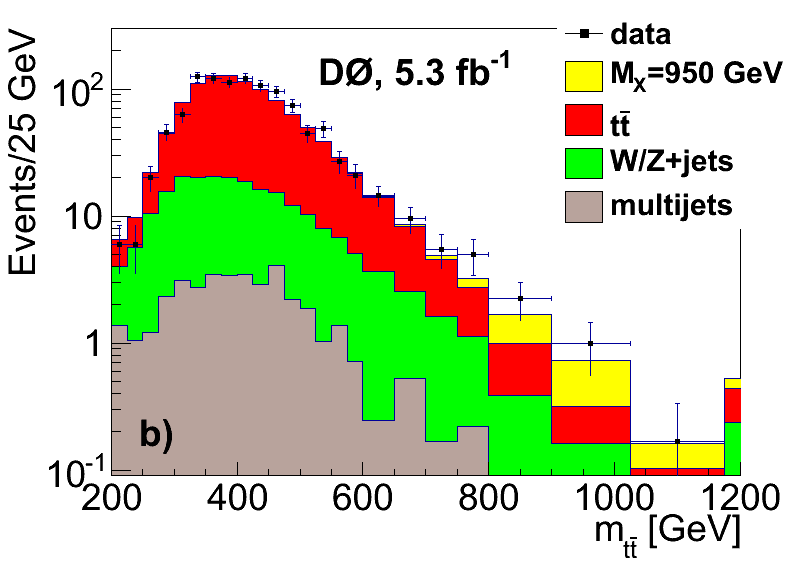 Events/25 GeV
DØ, 5.3 fb⁻¹
data
Mₓ=950 GeV
tt̄
W/Z+jets
multijets
10²
10
1
10⁻¹
b)
200 400 600 800 1000 1200
m_tt̄ [GeV]